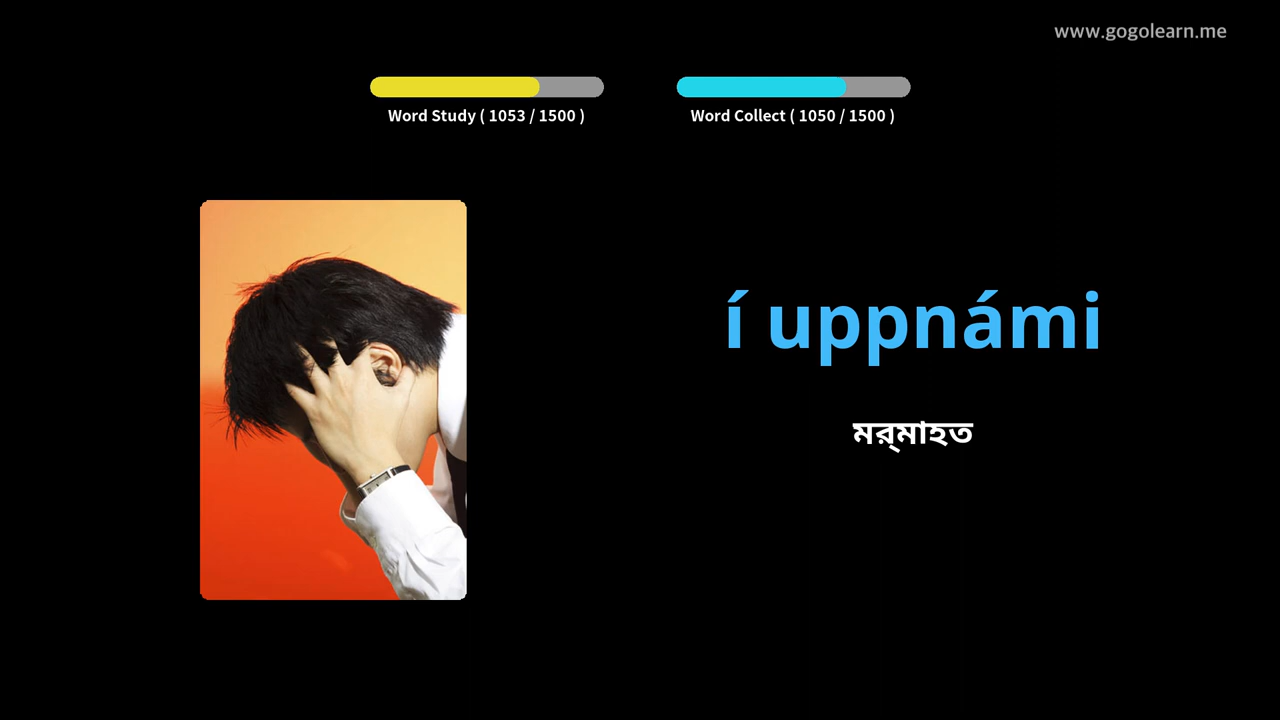 www.gogolearn.me
Word Study ( 1053 / 1500 )
Word Collect ( 1050 / 1500 )
í uppnámi
মর্মাহত